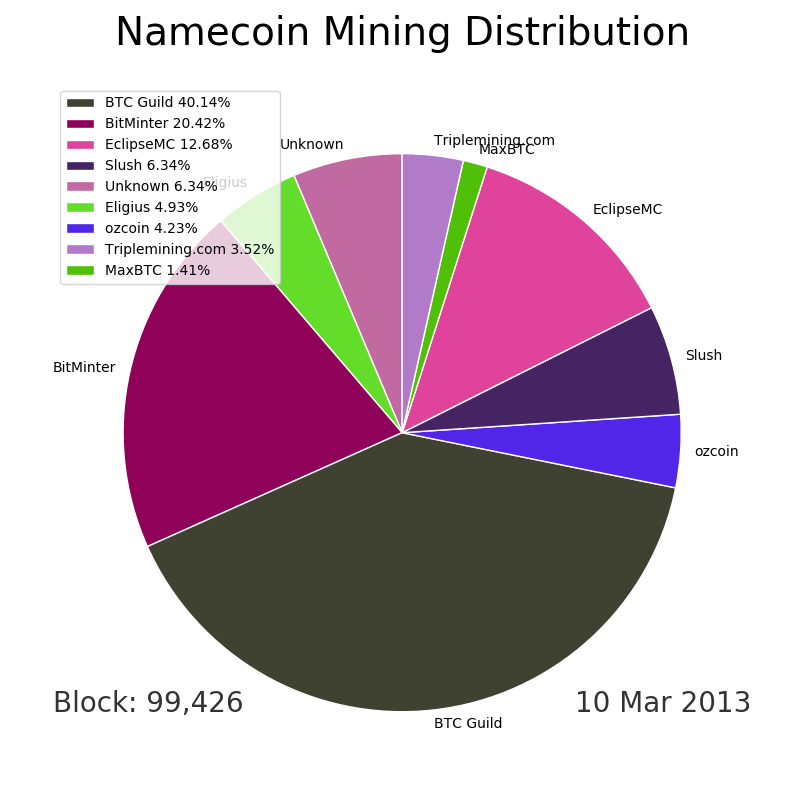 Namecoin Mining Distribution
BTC Guild 40.14%
BitMinter 20.42%
EclipseMC 12.68%
Slush 6.34%
Unknown 6.34%
Eligius 4.93%
ozcoin 4.23%
Triplemining.com 3.52%
MaxBTC 1.41%
Triplemining.com
MaxBTC
Unknown
Eligius
EclipseMC
Slush
BitMinter
ozcoin
BTC Guild
Block: 99,426
10 Mar 2013